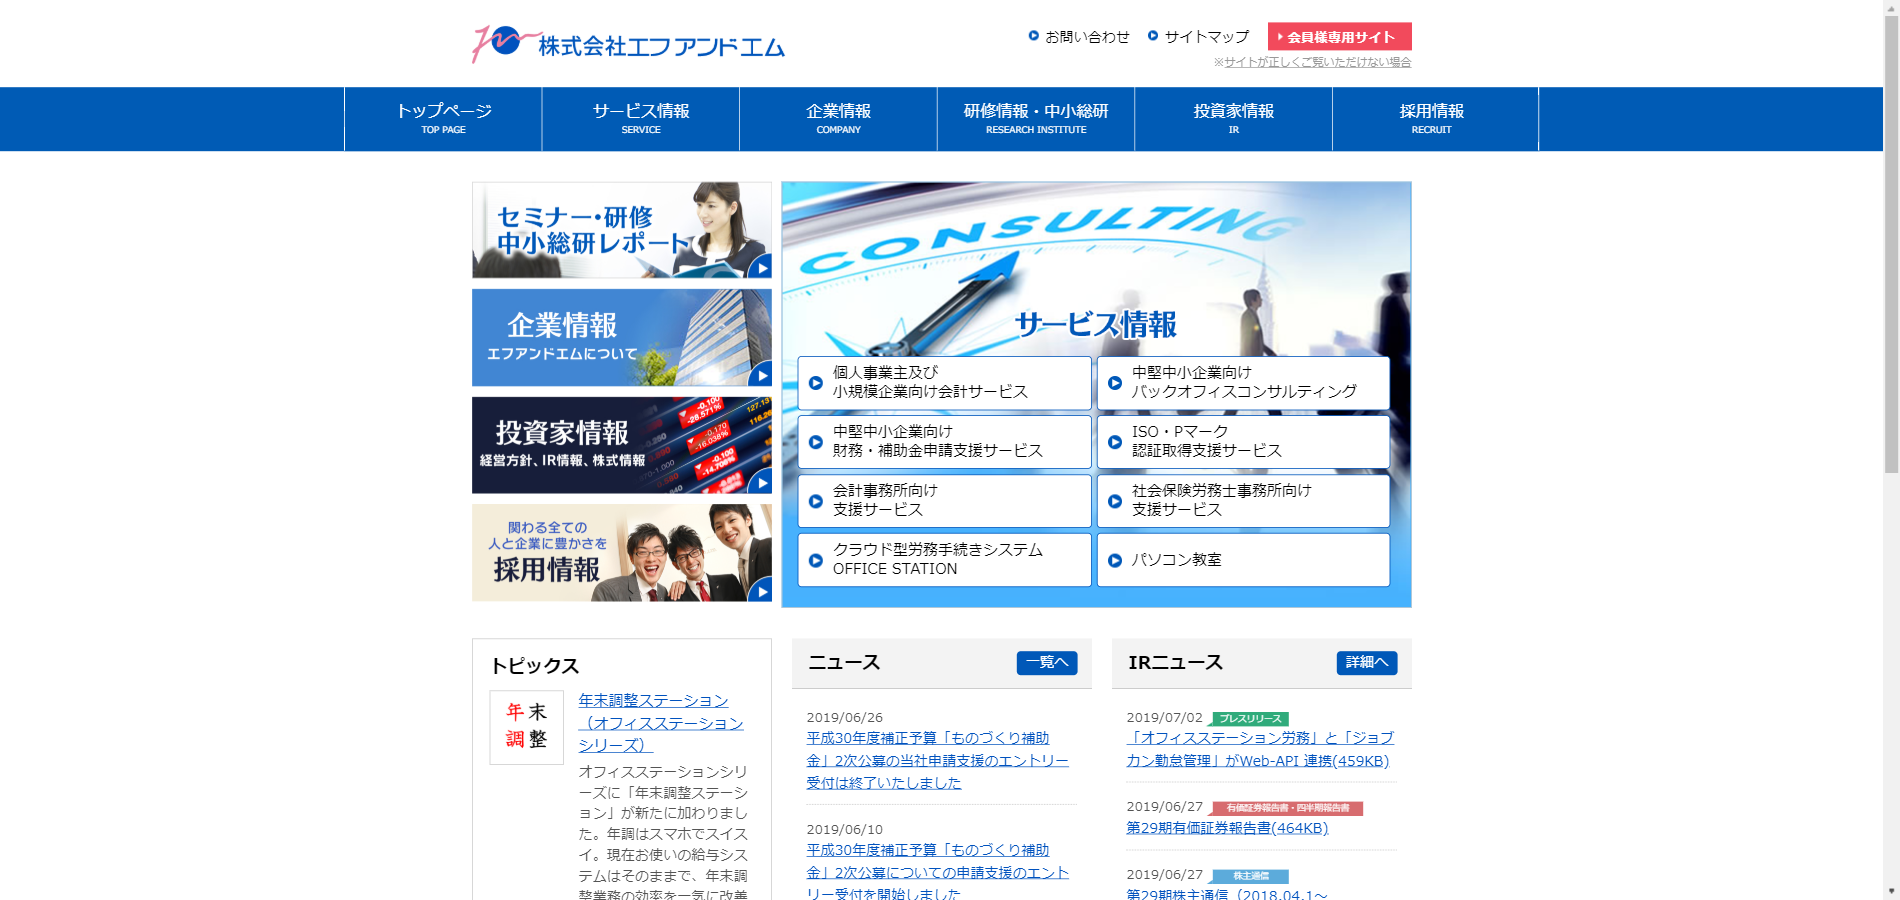 株式会社エフアンドエム
お問い合わせ
サイトマップ
会員様専用サイト
※サイトが正しくご覧いただけない場合
トップページ
TOP PAGE
サービス情報
SERVICE
企業情報
COMPANY
研修情報・中小総研
RESEARCH INSTITUTE
投資家情報
IR
採用情報
RECRUIT
セミナー・研修
中小総研レポート
企業情報
エフアンドエムについて
投資家情報
経営方針、IR情報、株式情報
関わる全ての
人と企業に豊かさを
採用情報
CONSULTING
サービス情報
個人事業主及び
小規模企業向け会計サービス
中堅中小企業向け
バックオフィスコンサルティング
中堅中小企業向け
財務・補助金申請支援サービス
ISO・Pマーク
認証取得支援サービス
会計事務所向け
支援サービス
社会保険労務士事務所向け
支援サービス
クラウド型労務手続きシステム
OFFICE STATION
パソコン教室
トピックス
年末
調整
年末調整ステーション
（オフィスステーション
シリーズ）
オフィスステーションシリ
ーズに「年末調整ステーシ
ョン」が新たに加わりまし
た。年調はスマホでスイス
イ。現在お使いの給与シス
テムはそのままで、年末調
整業務の効率を一気に改善
ニュース
一覧へ
2019/06/26
平成30年度補正予算「ものづくり補助
金」2次公募の当社申請支援のエントリー
受付は終了いたしました
2019/06/10
平成30年度補正予算「ものづくり補助
金」2次公募についての申請支援のエント
リー受付を開始しました
IRニュース
詳細へ
2019/07/02 プレスリリース
「オフィスステーション労務」と「ジョブ
カン勤怠管理」がWeb-API 連携(459KB)
2019/06/27 有価証券報告書・四半期報告書
第29期有価証券報告書(464KB)
2019/06/27 株主通信
第29期株主通信（2018.04.1～